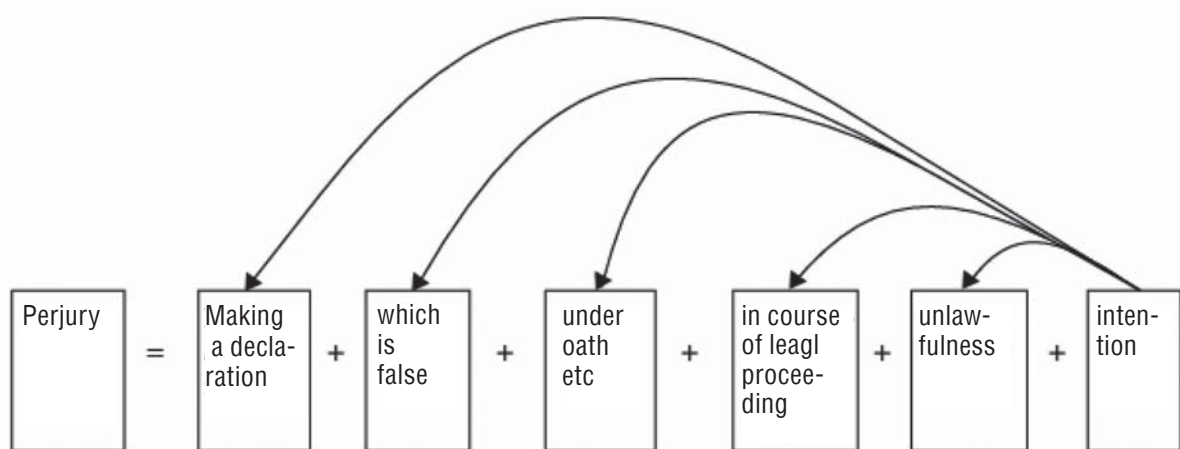 Perjury
=
Making
a decla-
ration
+
which
is
false
+
under
oath
etc
+
in course
of leagl
procee-
ding
+
unlaw-
fulness
+
inten-
tion